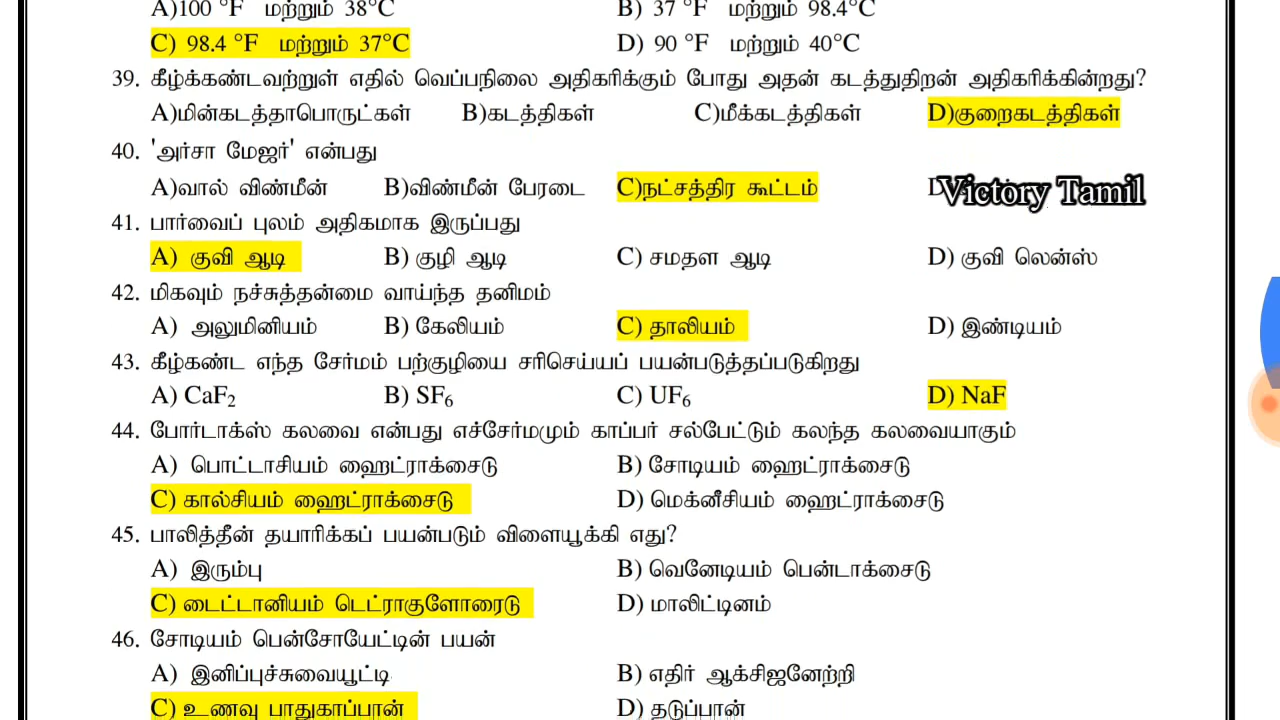 A)100 °F மற்றும் 38°C B) 37 °F மற்றும் 98.4°C
C) 98.4 °F மற்றும் 37°C D) 90 °F மற்றும் 40°C
39. கீழ்க்கண்டவற்றுள் எதில் வெப்பநிலை அதிகரிக்கும் போது அதன் கடத்துதிறன் அதிகரிக்கின்றது?
A)மின்கடத்தாபொருட்கள் B)கடத்திகள் C)மீக்கடத்திகள் D)குறைகடத்திகள்
40. 'அர்சா மேஜர்' என்பது
A)வால் விண்மீன் B)விண்மீன் பேரடை C)நட்சத்திர கூட்டம் D Victory Tamil
41. பார்வைப் புலம் அதிகமாக இருப்பது
A) குவி ஆடி B) குழி ஆடி C) சமதள ஆடி D) குவி லென்ஸ்
42. மிகவும் நச்சுத்தன்மை வாய்ந்த தனிமம்
A) அலுமினியம் B) கேலியம் C) தாலியம் D) இண்டியம்
43. கீழ்கண்ட எந்த சேர்மம் பற்குழியை சரிசெய்யப் பயன்படுத்தப்படுகிறது
A) CaF₂ B) SF₆ C) UF₆ D) NaF
44. போர்டாக்ஸ் கலவை என்பது எச்சேர்மமும் காப்பர் சல்பேட்டும் கலந்த கலவையாகும்
A) பொட்டாசியம் ஹைட்ராக்சைடு B) சோடியம் ஹைட்ராக்சைடு
C) கால்சியம் ஹைட்ராக்சைடு D) மெக்னீசியம் ஹைட்ராக்சைடு
45. பாலித்தீன் தயாரிக்கப் பயன்படும் விளையூக்கி எது?
A) இரும்பு B) வெனேடியம் பென்டாக்சைடு
C) டைட்டானியம் டெட்ராகுளோரைடு D) மாலிட்டினம்
46. சோடியம் பென்சோயேட்டின் பயன்
A) இனிப்புச்சுவையூட்டி B) எதிர் ஆக்சிஜனேற்றி
C) உணவு பாதுகாப்பான் D) தடுப்பான்